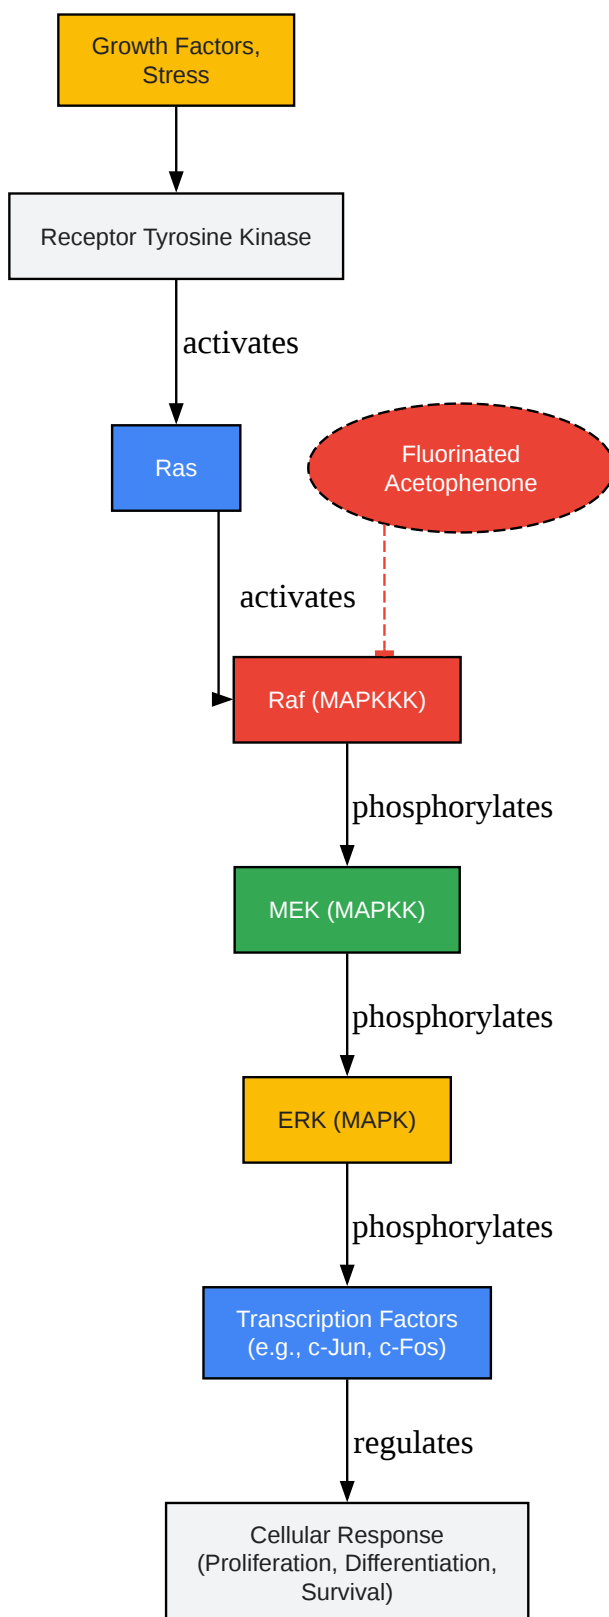 Growth Factors,
Stress
Receptor Tyrosine Kinase
activates
Ras
Fluorinated
Acetophenone
activates
Raf (MAPKKK)
phosphorylates
MEK (MAPKK)
phosphorylates
ERK (MAPK)
phosphorylates
Transcription Factors
(e.g., c-Jun, c-Fos)
regulates
Cellular Response
(Proliferation, Differentiation,
Survival)